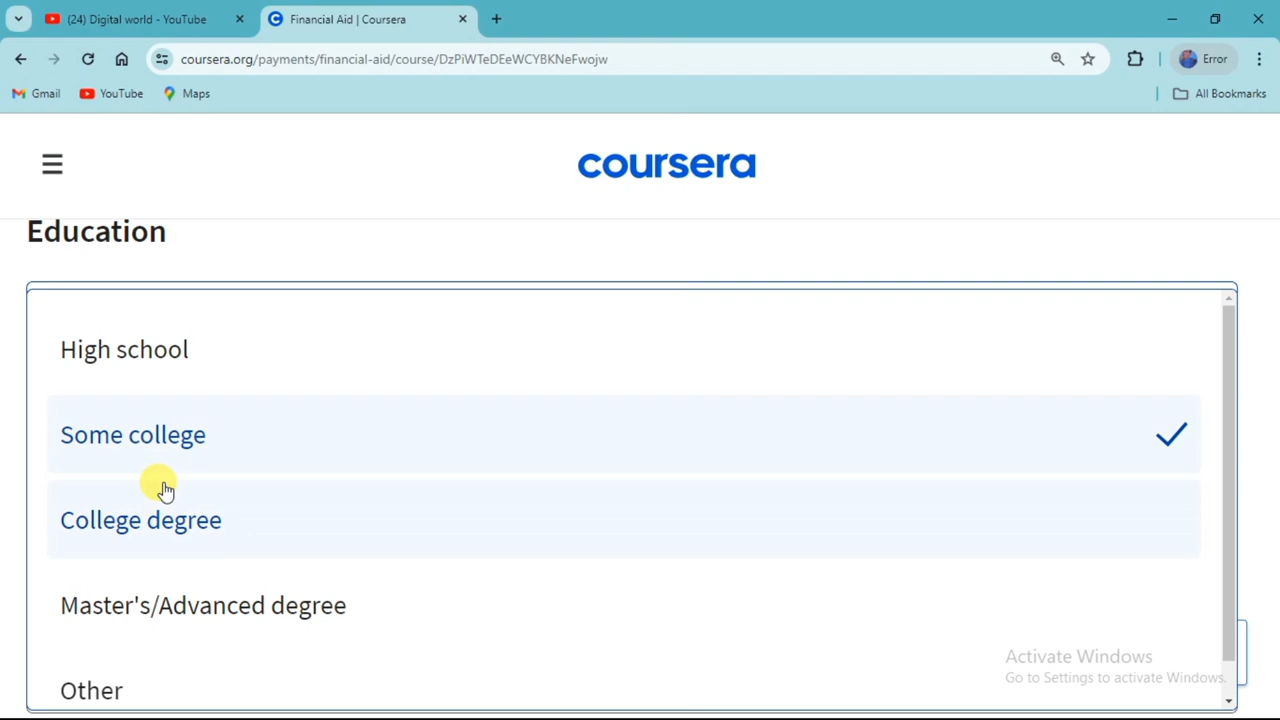 (24) Digital world - YouTube
Financial Aid | Coursera
coursera.org/payments/financial-aid/course/DzPiWTeDEeWCYBKNeFwojw
Error
Gmail
YouTube
Maps
All Bookmarks
coursera
Education
High school
Some college
College degree
Master's/Advanced degree
Other
Activate Windows
Go to Settings to activate Windows.